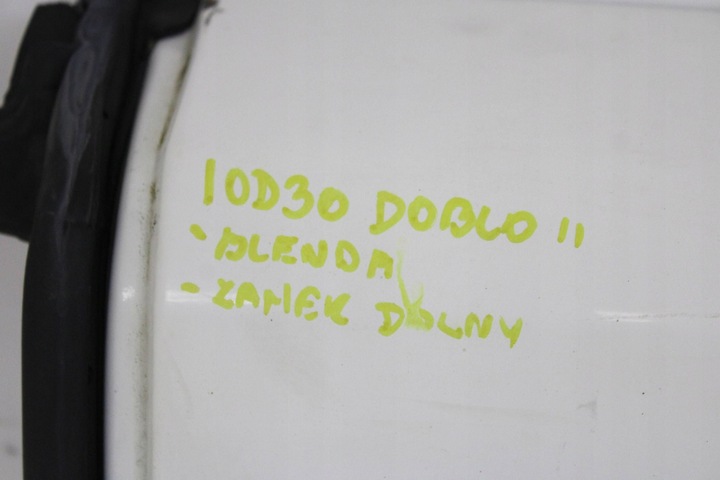 10D30 DOBLO II
- BLENDA
- ZAMEK DOLNY